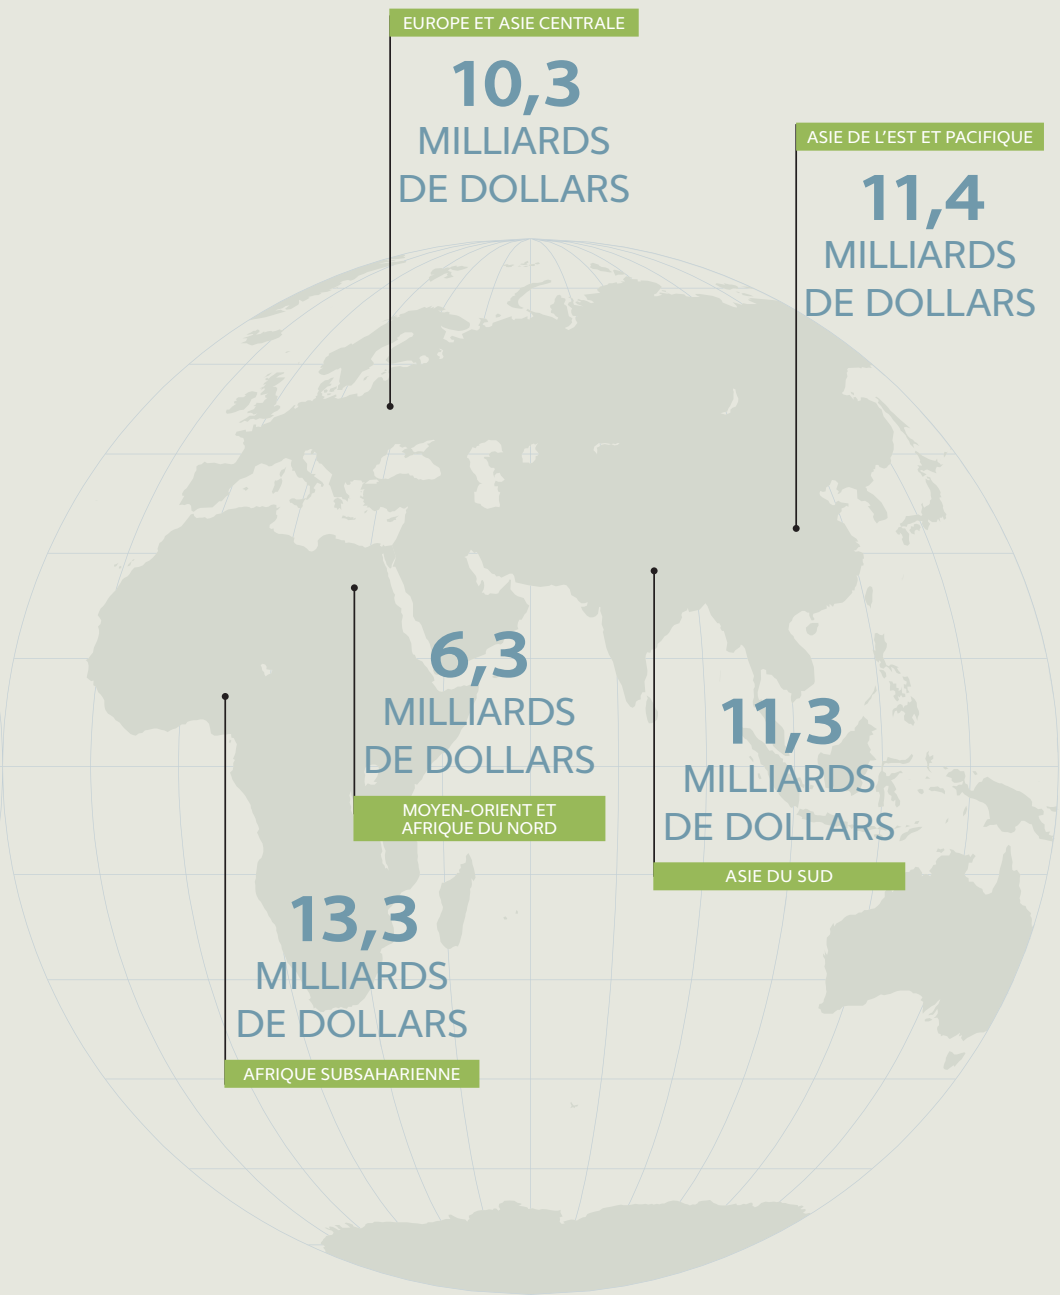 EUROPE ET ASIE CENTRALE
10,3
MILLIARDS
DE DOLLARS
ASIE DE L’EST ET PACIFIQUE
11,4
MILLIARDS
DE DOLLARS
6,3
MILLIARDS
DE DOLLARS
MOYEN-ORIENT ET
AFRIQUE DU NORD
11,3
MILLIARDS
DE DOLLARS
ASIE DU SUD
13,3
MILLIARDS
DE DOLLARS
AFRIQUE SUBSAHARIENNE